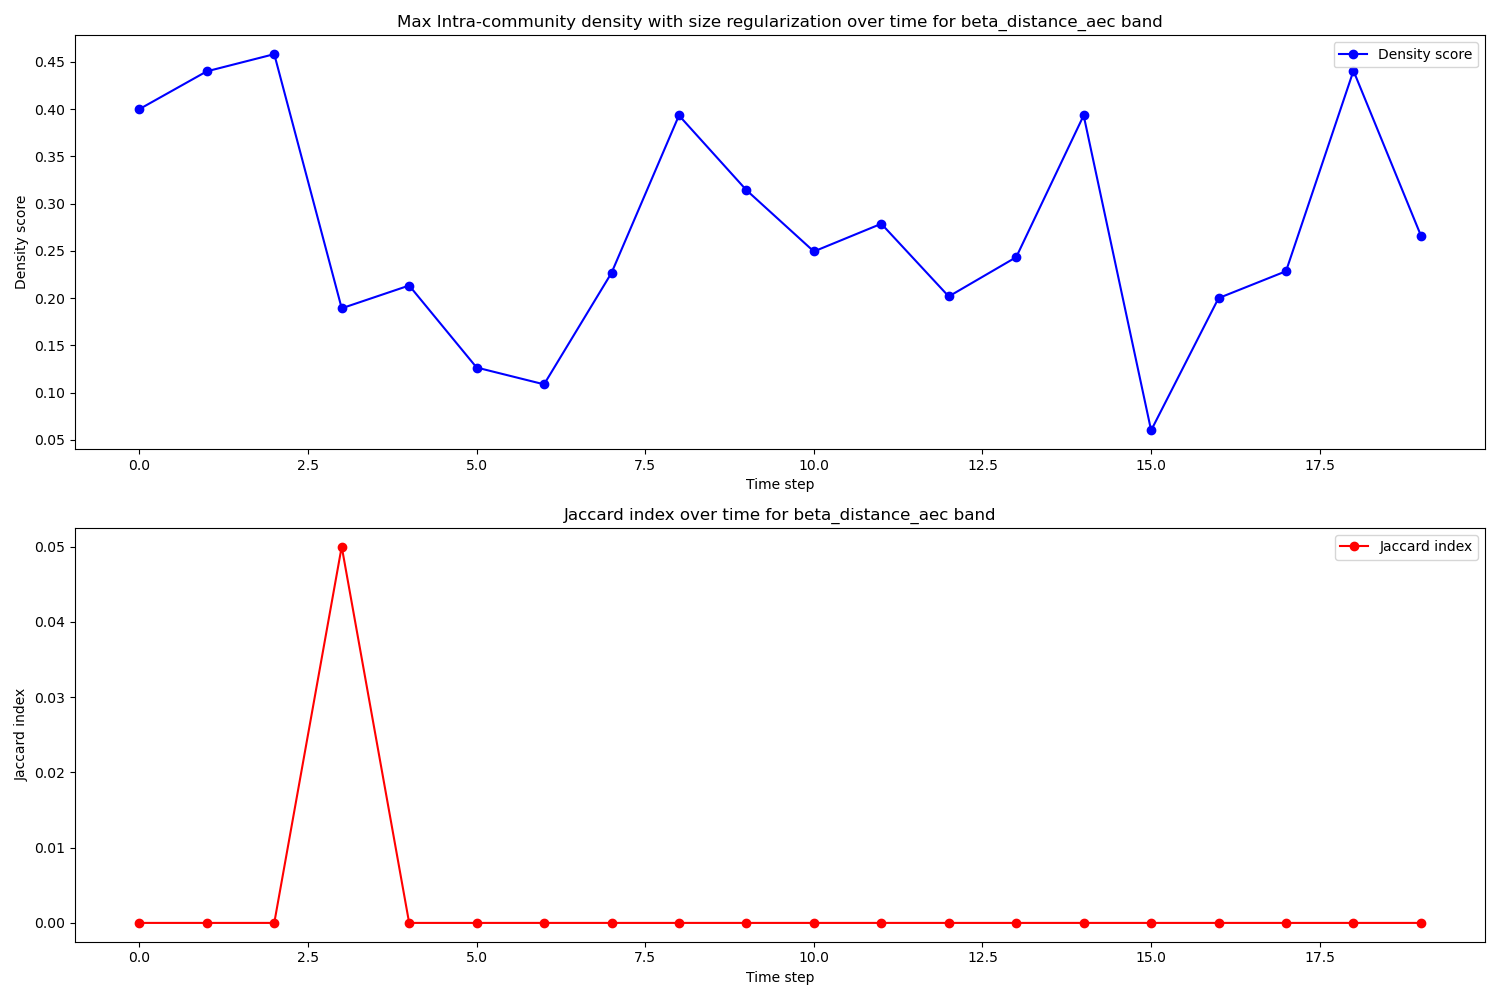 Max Intra-community density with size regularization over time for beta_distance_aec band
Density score
0.45
0.40
0.35
0.30
0.25
0.20
0.15
0.10
0.05
Density score
0.0 2.5 5.0 7.5 10.0 12.5 15.0 17.5
Time step
Jaccard index over time for beta_distance_aec band
Jaccard index
0.05
0.04
0.03
0.02
0.01
0.00
Jaccard index
0.0 2.5 5.0 7.5 10.0 12.5 15.0 17.5
Time step